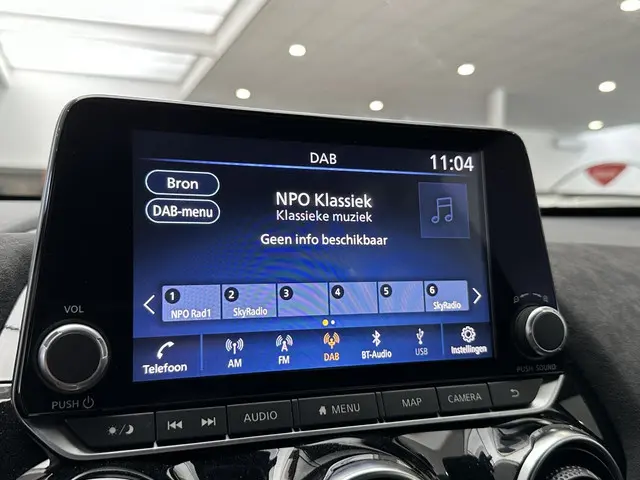 DAB
11:04
Bron
DAB-menu
NPO Klassiek
Klassieke muziek
Geen info beschikbaar
1 2 3 4 5 6
NPO Rad1 SkyRadio SkyRadio
Telefoon
AM
FM
DAB
BT-Audio
USB
Instellingen
VOL
PUSH
PUSH SOUND
AUDIO
MENU
MAP
CAMERA